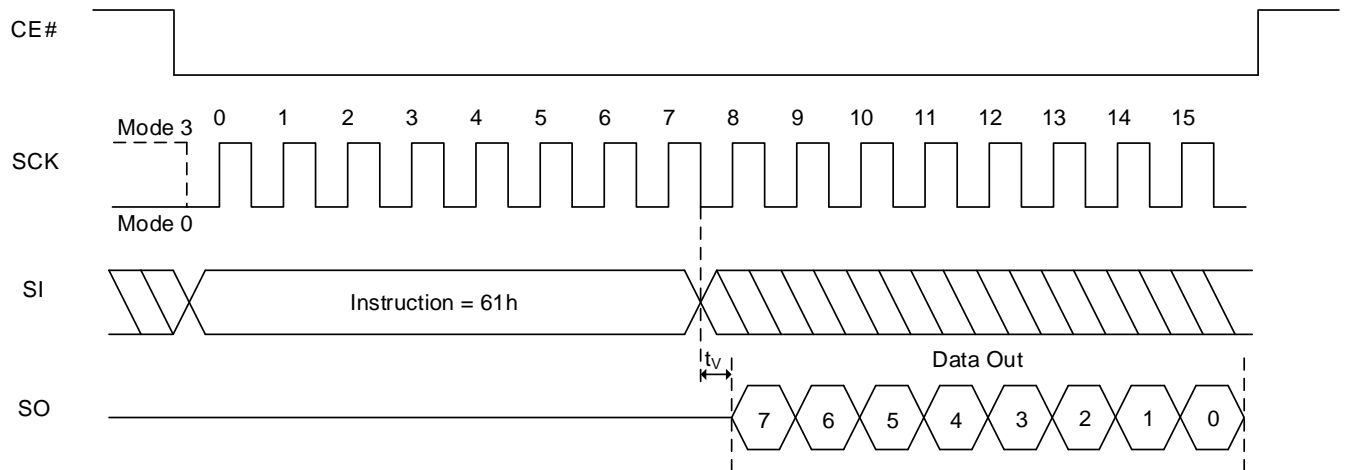 CE#
Mode 3
0 1 2 3 4 5 6 7 8 9 10 11 12 13 14 15
SCK
Mode 0
SI
Instruction = 61h
tV
Data Out
SO
7 6 5 4 3 2 1 0